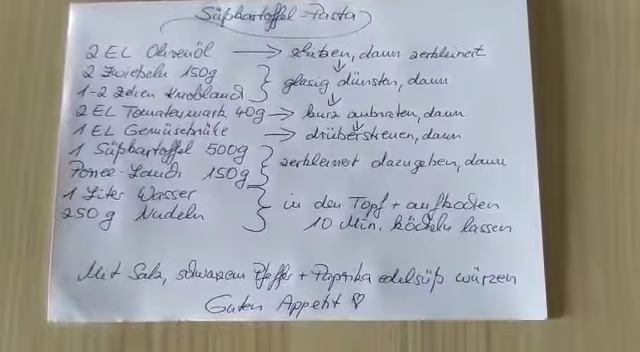 Süßkartoffel-Pasta
2 EL Olivenöl → geben, dann zerkleinert
2 Zwiebeln 150g
1-2 Zehen Knoblauch } glasig dünsten, dann
2 EL Tomatenmark 40g → kurz anbraten, dann
1 EL Gemüsebrühe → drüberstreuen, dann
1 Süßkartoffel 500g
150g } zerkleinert dazugeben, dann
1 Liter Wasser } in den Topf + aufkochen
250 g Nudeln 10 Min. köcheln lassen
Mit Salz, schwarzem Pfeffer + Paprika edelsüß würzen
Guten Appetit ♡